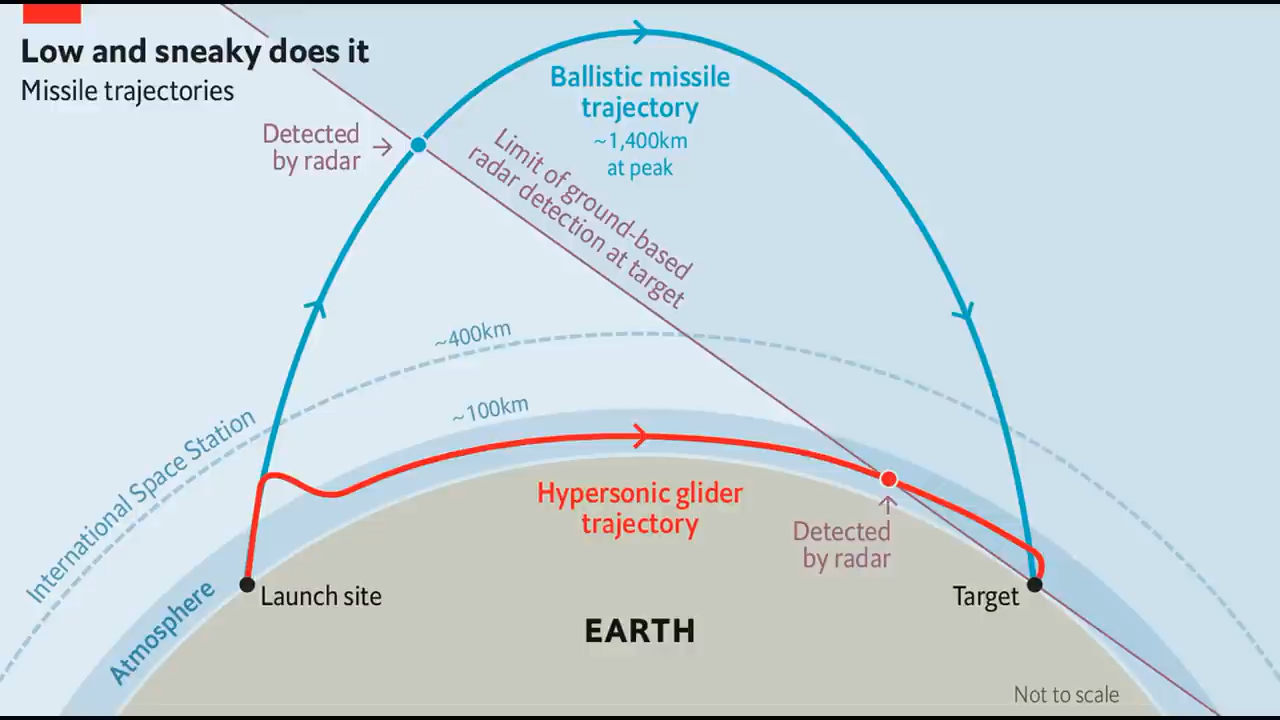 Low and sneaky does it
Missile trajectories
Ballistic missile
trajectory
~1,400km
at peak
Detected
by radar
Limit of ground-based
radar detection at target
~400km
~100km
International Space Station
Atmosphere
Hypersonic glider
trajectory
Detected
by radar
Launch site
Target
EARTH
Not to scale